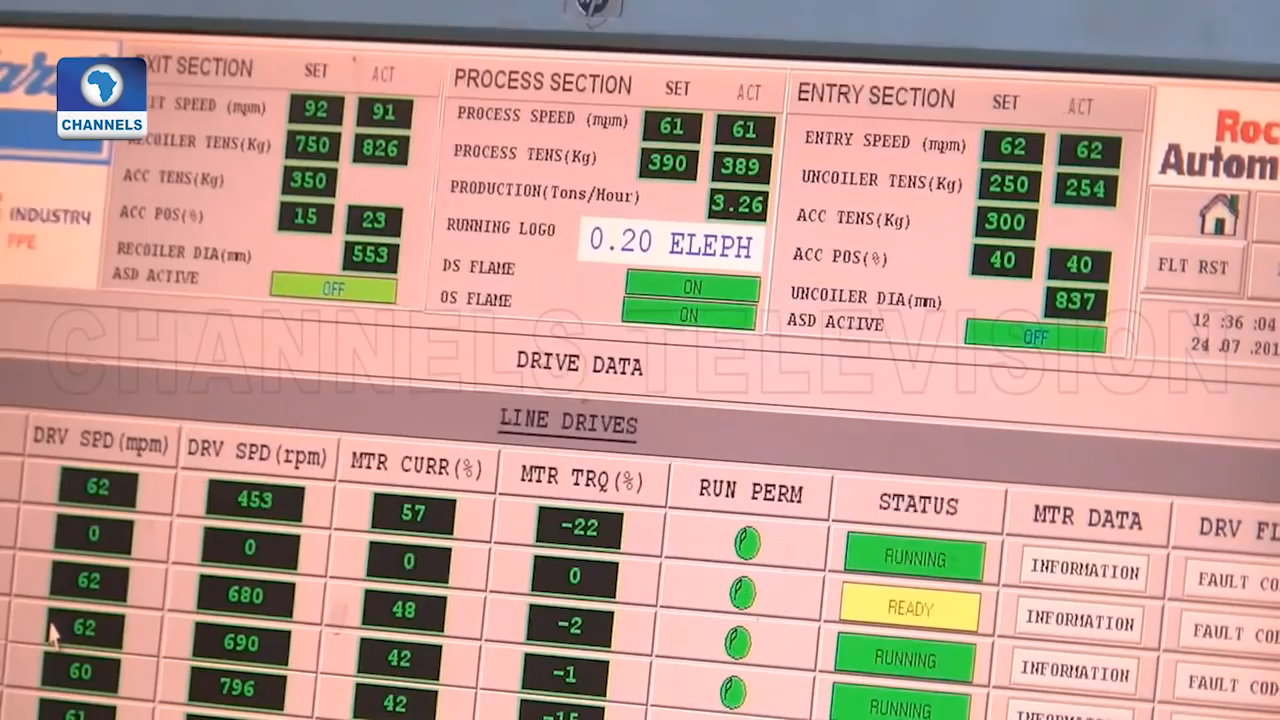 CHANNELS
INDUSTRY
EXIT SECTION SET ACT
SPEED (mpm) 92 91
RECOILER TENS(Kg) 750 826
ACC TENS(Kg) 350
ACC POS(%) 15 23
RECOILER DIA(mm) 553
ASD ACTIVE OFF
PROCESS SECTION SET ACT
PROCESS SPEED (mpm) 61 61
PROCESS TENS(Kg) 390 389
PRODUCTION(Tons/Hour) 3.26
RUNNING LOGO 0.20 ELEPH
DS FLAME ON
OS FLAME ON
ENTRY SECTION SET ACT
ENTRY SPEED (mpm) 62 62
UNCOILER TENS(Kg) 250 254
ACC TENS(Kg) 300
ACC POS(%) 40 40
UNCOILER DIA(mm) 837
ASD ACTIVE OFF
FLT RST
12 :36 :04
24 .07 .201
CHANNELS TELEVISION
DRIVE DATA
LINE DRIVES
DRV SPD(mpm) DRV SPD(rpm) MTR CURR(%) MTR TRQ(%) RUN PERM STATUS MTR DATA DRV
62 453 57 -22 RUNNING INFORMATION FAULT
0 0 0 0 READY INFORMATION FAULT
62 680 48 -2 RUNNING INFORMATION FAULT
62 690 42 -1 RUNNING INFORMATION
60 796 42 -15
61